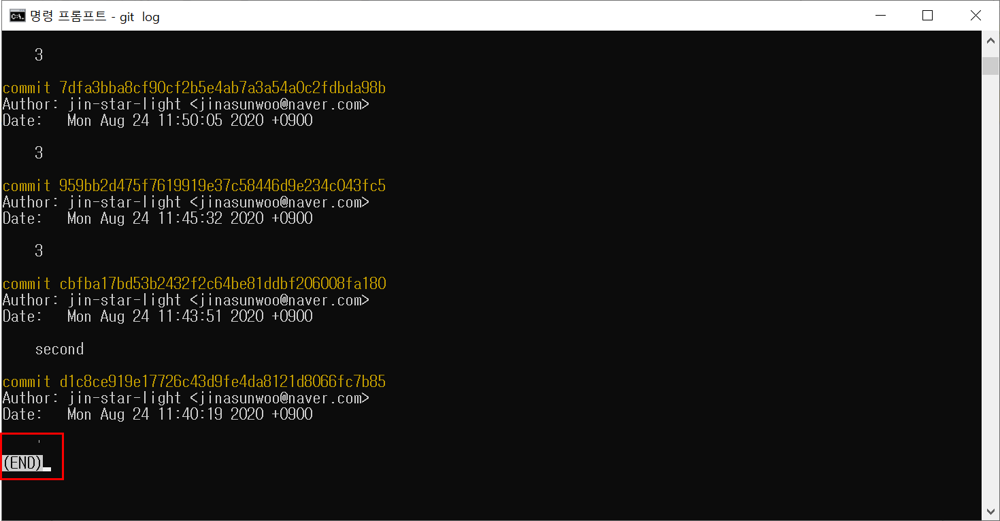 명령 프롬프트 - git  log
3
commit 7dfa3bba8cf90cf2b5e4ab7a3a54a0c2fdbda98b
Author: jin-star-light <jinasunwoo@naver.com>
Date:   Mon Aug 24 11:50:05 2020 +0900
3
commit 959bb2d475f7619919e37c58446d9e234c043fc5
Author: jin-star-light <jinasunwoo@naver.com>
Date:   Mon Aug 24 11:45:32 2020 +0900
3
commit cbfba17bd53b2432f2c64be81ddbf206008fa180
Author: jin-star-light <jinasunwoo@naver.com>
Date:   Mon Aug 24 11:43:51 2020 +0900
second
commit d1c8ce919e17726c43d9fe4da8121d8066fc7b85
Author: jin-star-light <jinasunwoo@naver.com>
Date:   Mon Aug 24 11:40:19 2020 +0900
'
(END)